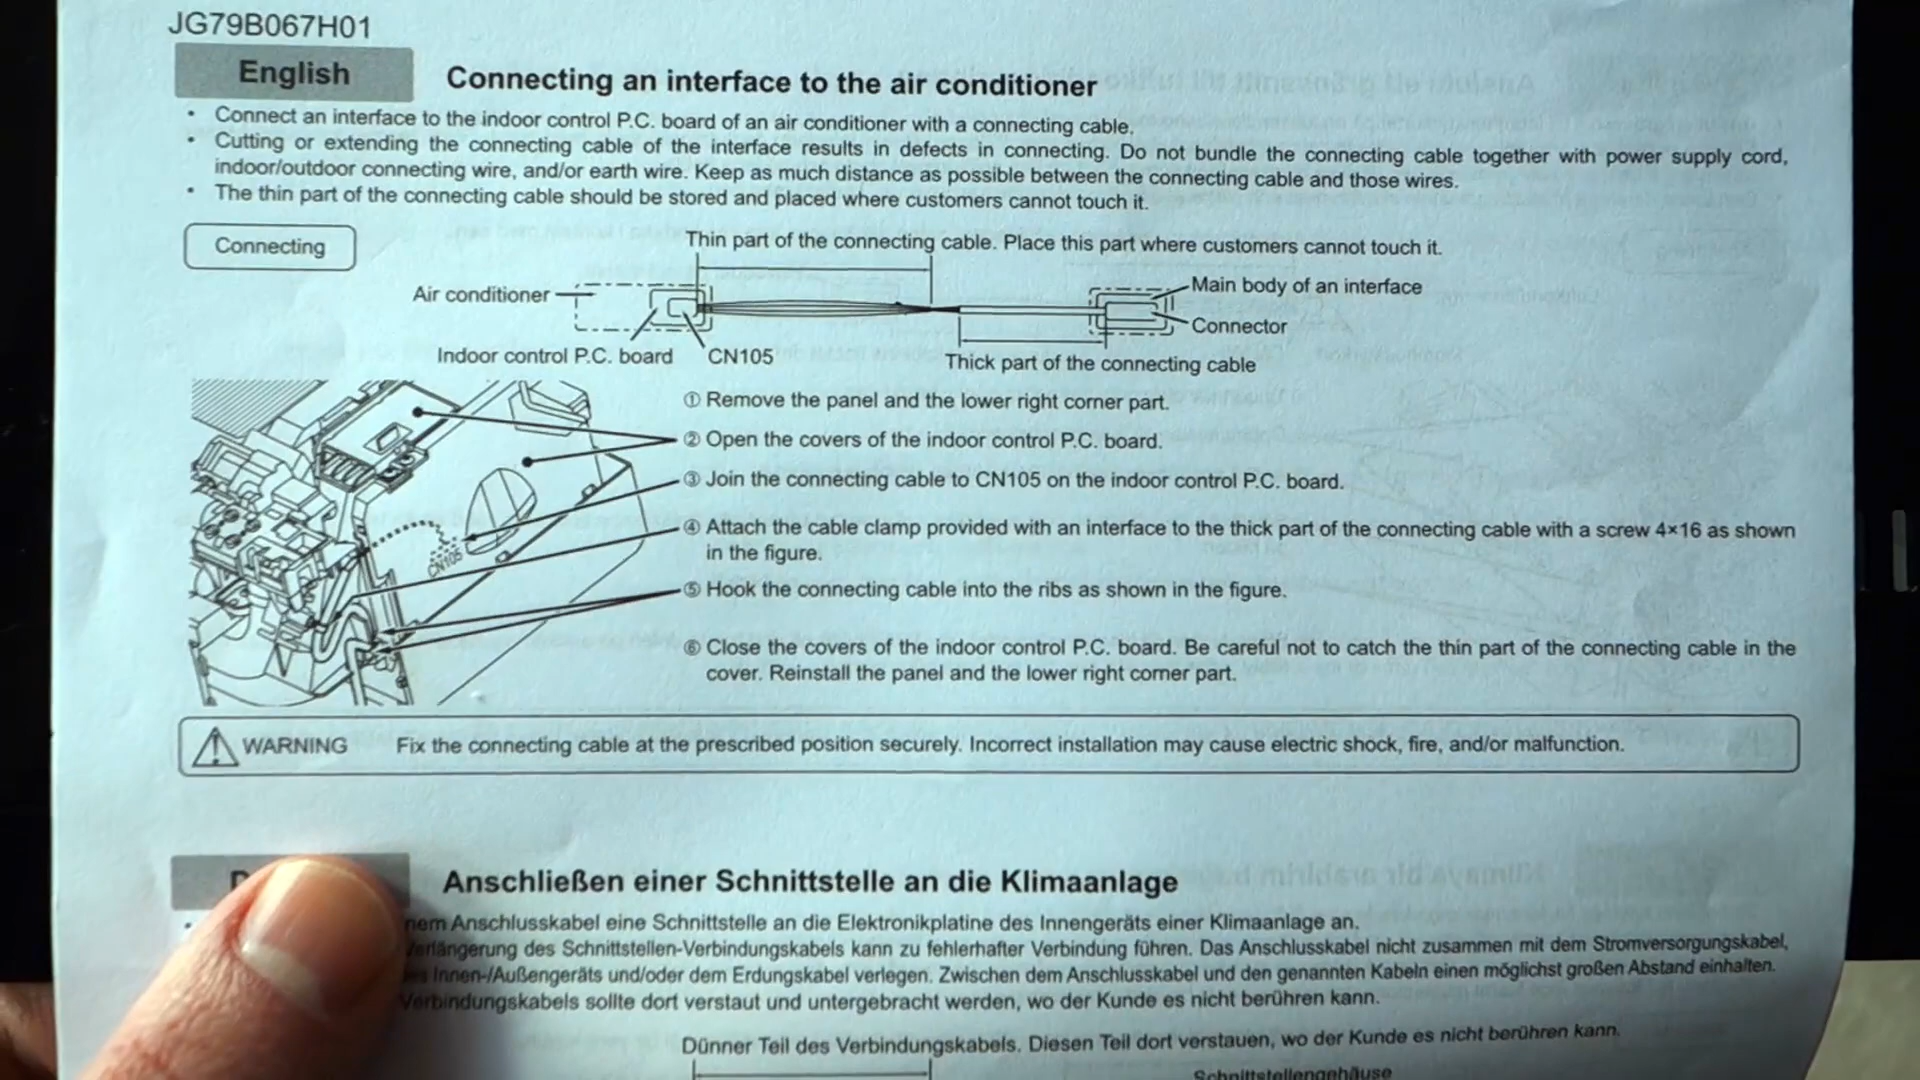 JG79B067H01
English
Connecting an interface to the air conditioner
• Connect an interface to the indoor control P.C. board of an air conditioner with a connecting cable.
• Cutting or extending the connecting cable of the interface results in defects in connecting. Do not bundle the connecting cable together with power supply cord,
indoor/outdoor connecting wire, and/or earth wire. Keep as much distance as possible between the connecting cable and those wires.
• The thin part of the connecting cable should be stored and placed where customers cannot touch it.
Connecting
Thin part of the connecting cable. Place this part where customers cannot touch it.
Air conditioner
Main body of an interface
Connector
Indoor control P.C. board
CN105
Thick part of the connecting cable
① Remove the panel and the lower right corner part.
② Open the covers of the indoor control P.C. board.
③ Join the connecting cable to CN105 on the indoor control P.C. board.
④ Attach the cable clamp provided with an interface to the thick part of the connecting cable with a screw 4×16 as shown
in the figure.
CN105
⑤ Hook the connecting cable into the ribs as shown in the figure.
⑥ Close the covers of the indoor control P.C. board. Be careful not to catch the thin part of the connecting cable in the
cover. Reinstall the panel and the lower right corner part.
WARNING Fix the connecting cable at the prescribed position securely. Incorrect installation may cause electric shock, fire, and/or malfunction.
Anschließen einer Schnittstelle an die Klimaanlage
Anschlusskabel eine Schnittstelle an die Elektronikplatine des Innengeräts einer Klimaanlage an.
des Schnittstellen-Verbindungskabels kann zu fehlerhafter Verbindung führen. Das Anschlusskabel nicht zusammen mit dem Stromversorgungskabel,
Innen-/Außengeräts und/oder dem Erdungskabel verlegen. Zwischen dem Anschlusskabel und den genannten Kabeln einen möglichst großen Abstand einhalten.
Verbindungskabels sollte dort verstaut und untergebracht werden, wo der Kunde es nicht berühren kann.
Dünner Teil des Verbindungskabels. Diesen Teil dort verstauen, wo der Kunde es nicht berühren kann.
Schnittstellengehäuse